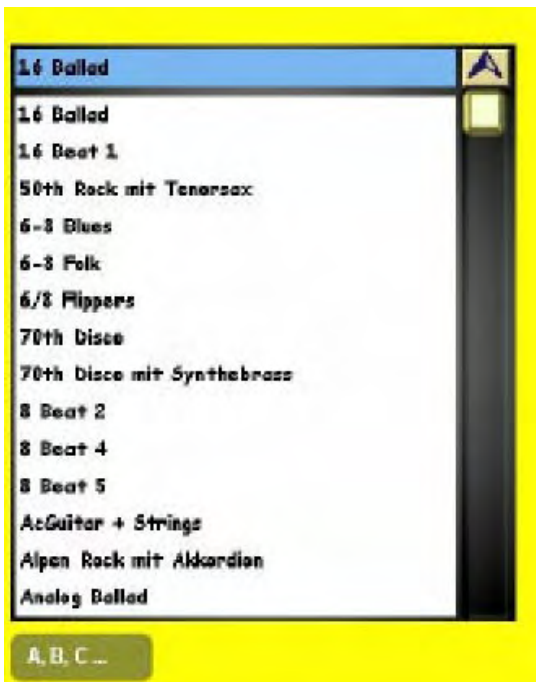 16 Ballad
16 Ballad
16 Beat 1
50th Rock mit Tenorsax
6-8 Blues
6-8 Folk
6/8 Flippers
70th Disco
70th Disco mit Synthebrass
8 Beat 2
8 Beat 4
8 Beat 5
AcGuitar + Strings
Alpen Rock mit Akkordion
Analog Ballad
A, B, C ...